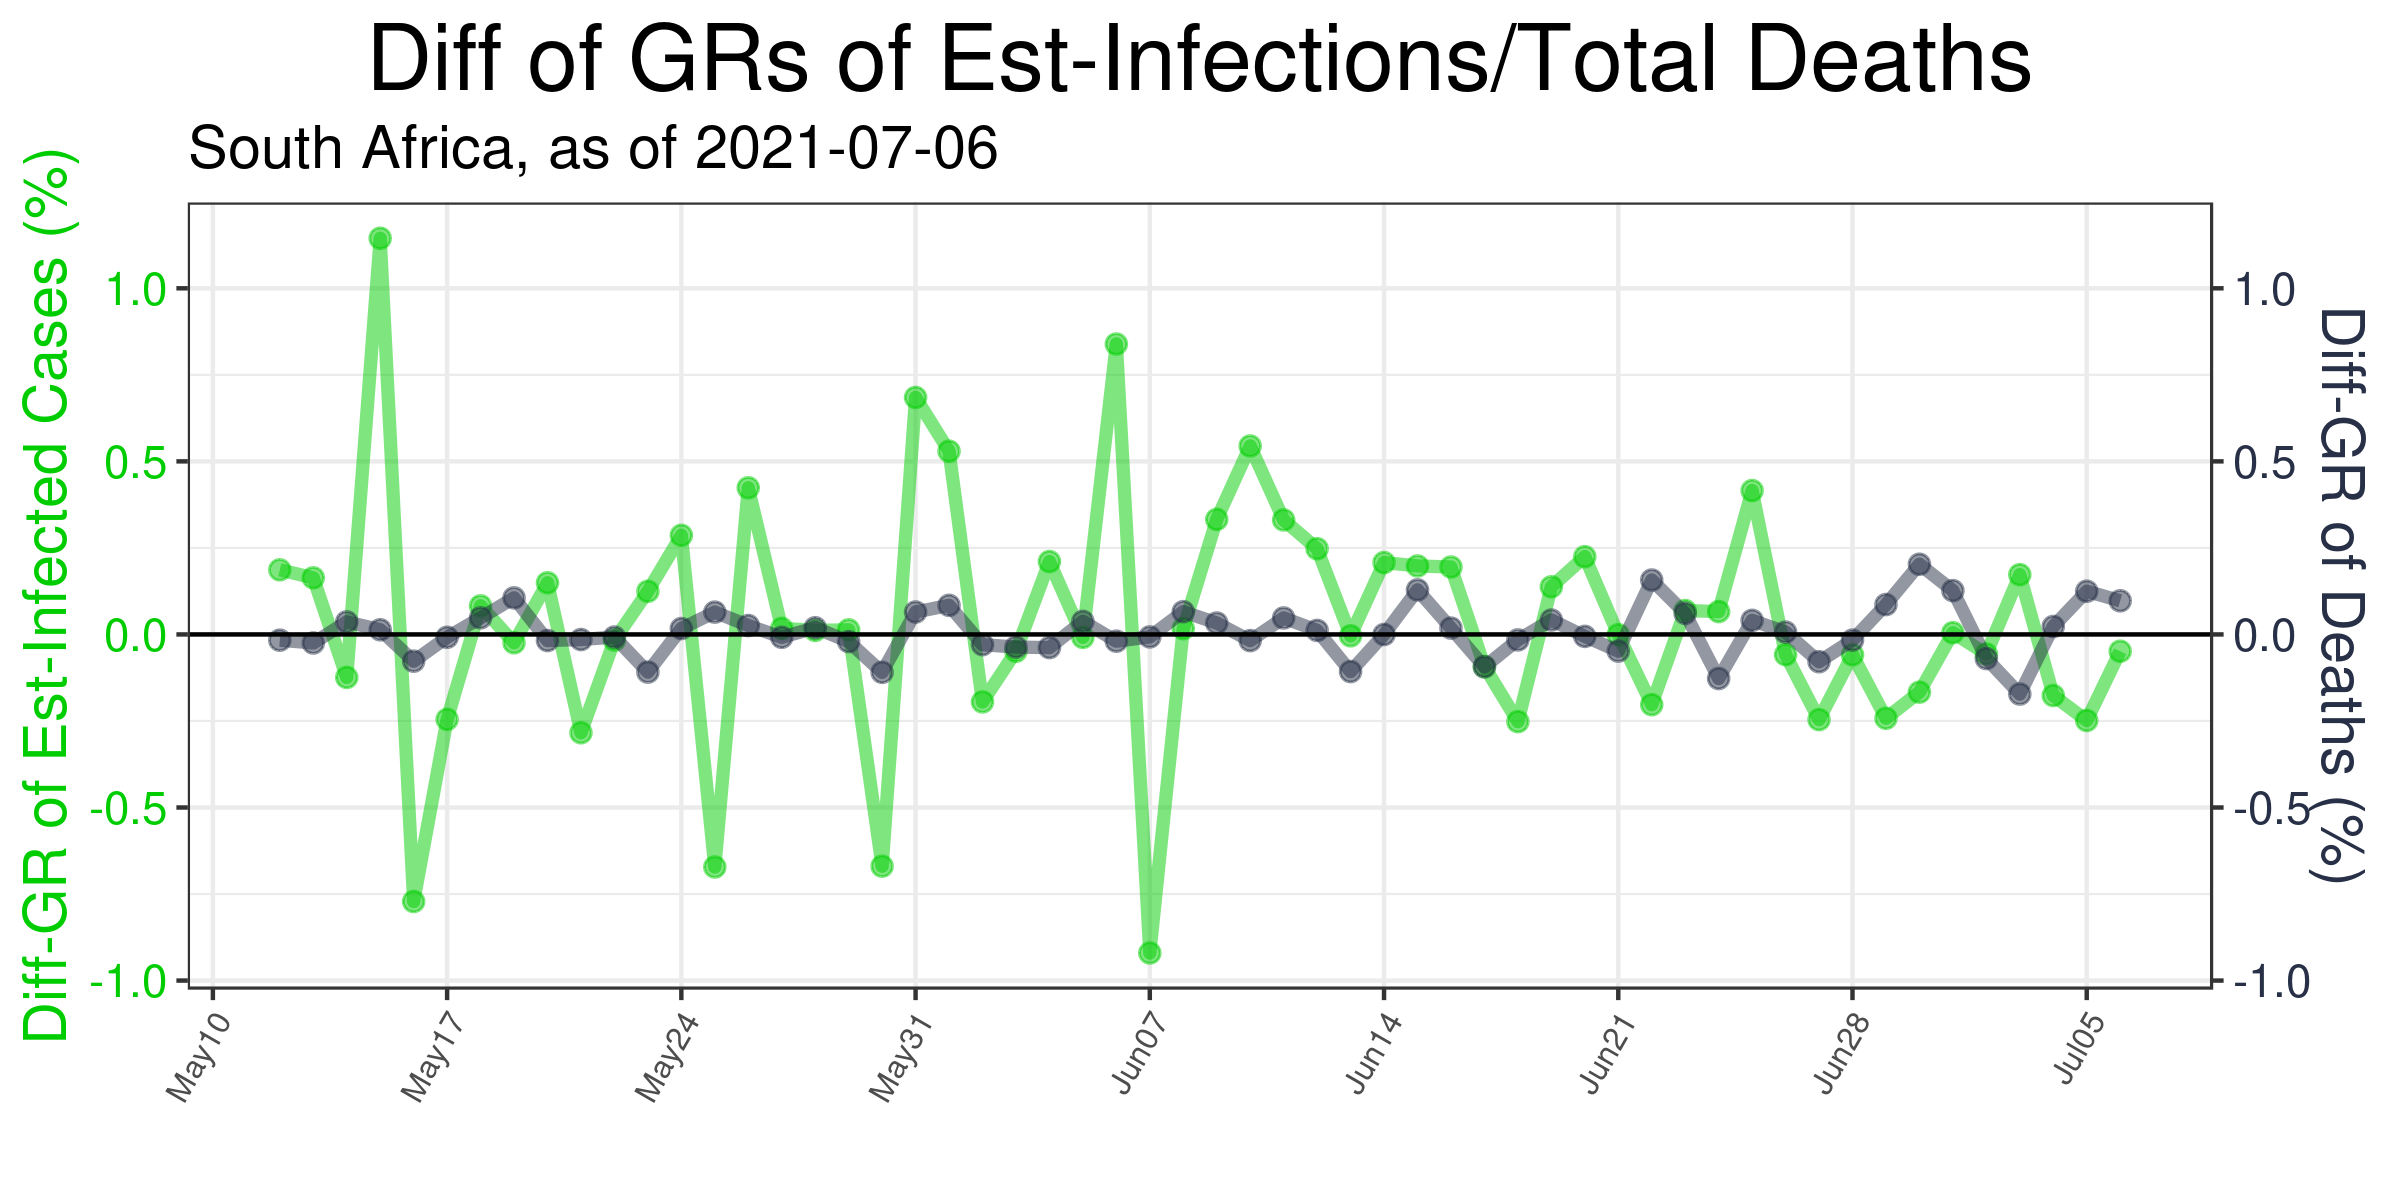 Diff of GRs of Est-Infections/Total Deaths
South Africa, as of 2021-07-06
Diff-GR of Est-Infected Cases (%)
1.0
0.5
0.0
-0.5
-1.0
1.0
0.5
0.0
-0.5
-1.0
Diff-GR of Deaths (%)
May10
May17
May24
May31
Jun07
Jun14
Jun21
Jun28
Jul05